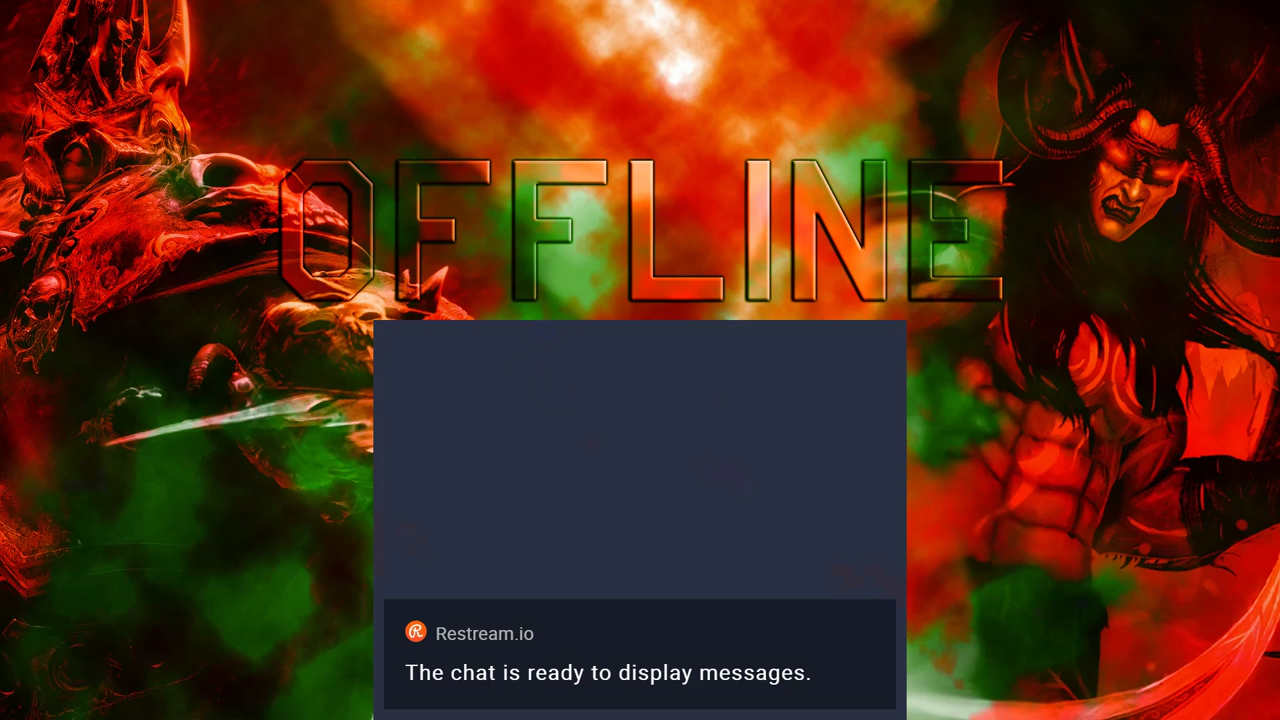 OFFLINE
Restream.io
The chat is ready to display messages.